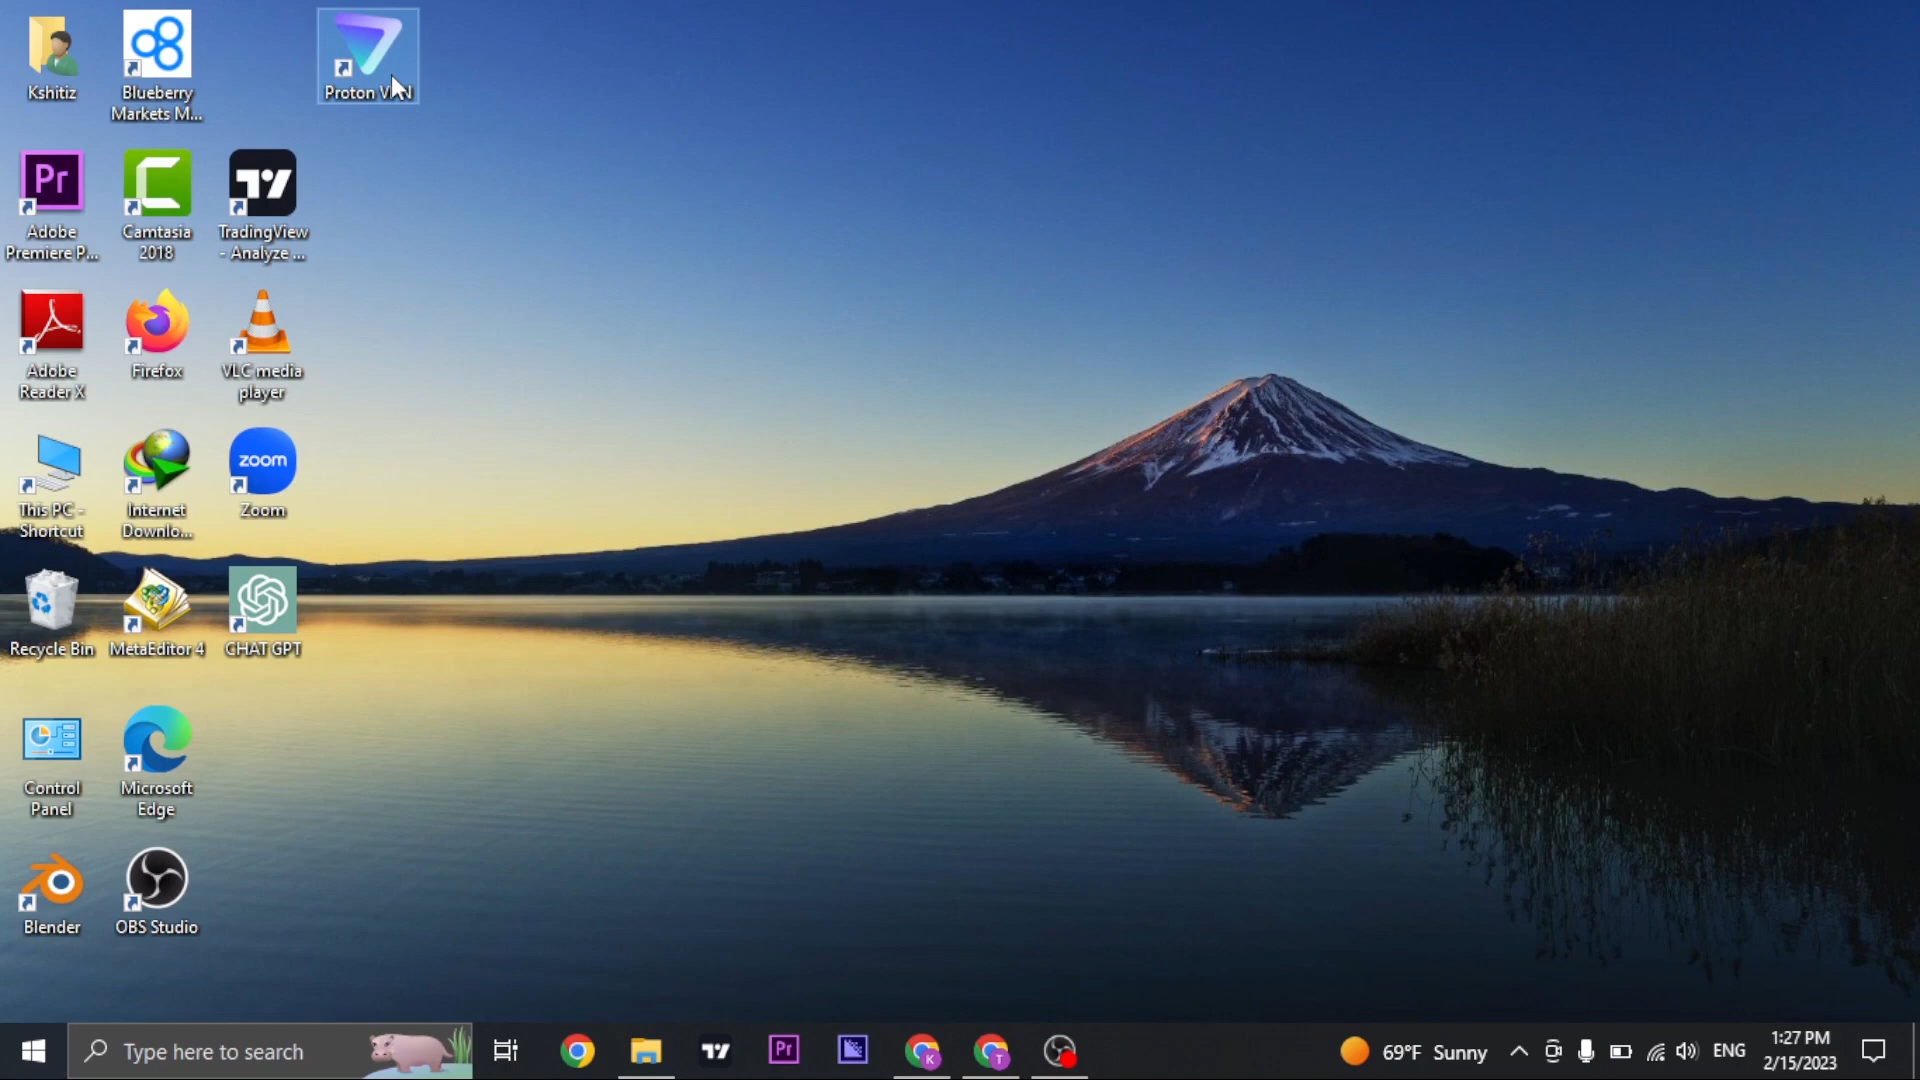 Kshitiz
Blueberry
Markets M...
Proton
Pr
Adobe
Premiere P...
Camtasia
2018
TradingView
- Analyze ...
Adobe
Reader X
Firefox
VLC media
player
This PC -
Shortcut
Internet
Downlo...
zoom
Zoom
Recycle Bin
MetaEditor 4
CHAT GPT
Control
Panel
Microsoft
Edge
Blender
OBS Studio
Type here to search
Pr
K
T
69°F Sunny
ENG
1:27 PM
2/15/2023